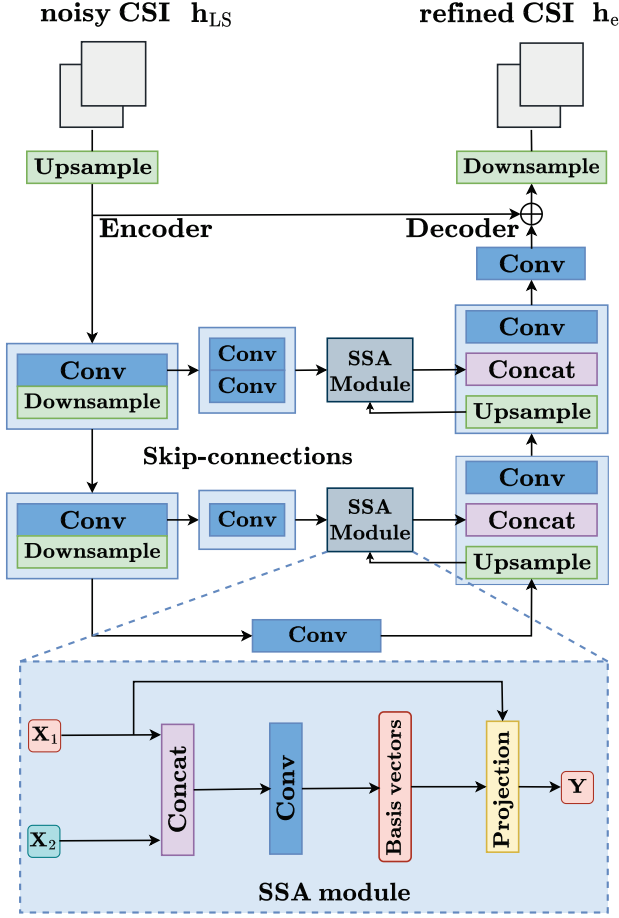 noisy CSI h_LS
refined CSI h_e
Upsample
Downsample
Encoder
Decoder
Conv
Conv
Downsample
Conv
Conv
SSA
Module
Conv
Concat
Upsample
Skip-connections
Conv
Downsample
Conv
SSA
Module
Conv
Concat
Upsample
Conv
X_1
X_2
Concat
Conv
Basis vectors
Projection
Y
SSA module